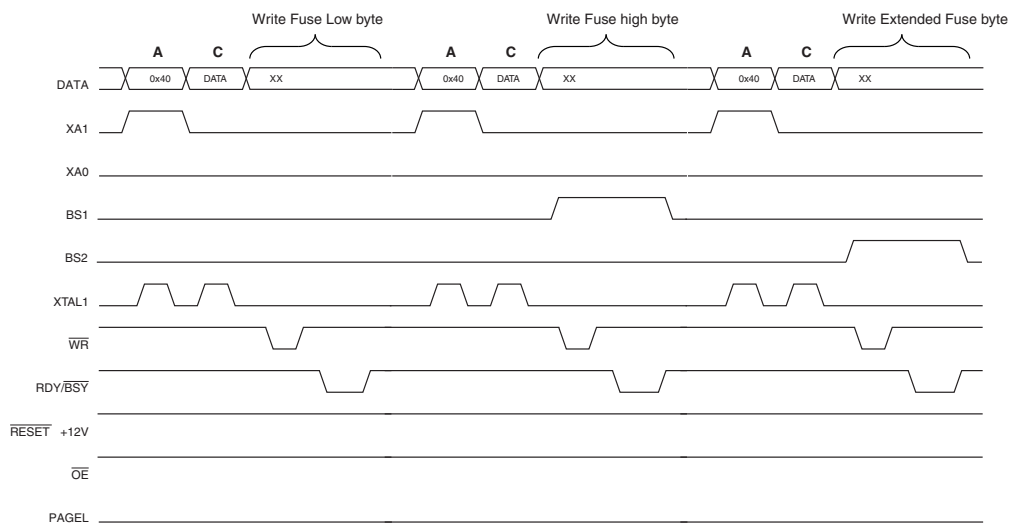 Write Fuse Low byte Write Fuse high byte Write Extended Fuse byte
A C A C A C
DATA 0x40 DATA XX 0x40 DATA XX 0x40 DATA XX
XA1
XA0
BS1
BS2
XTAL1
WR
RDY/BSY
RESET +12V
OE
PAGEL